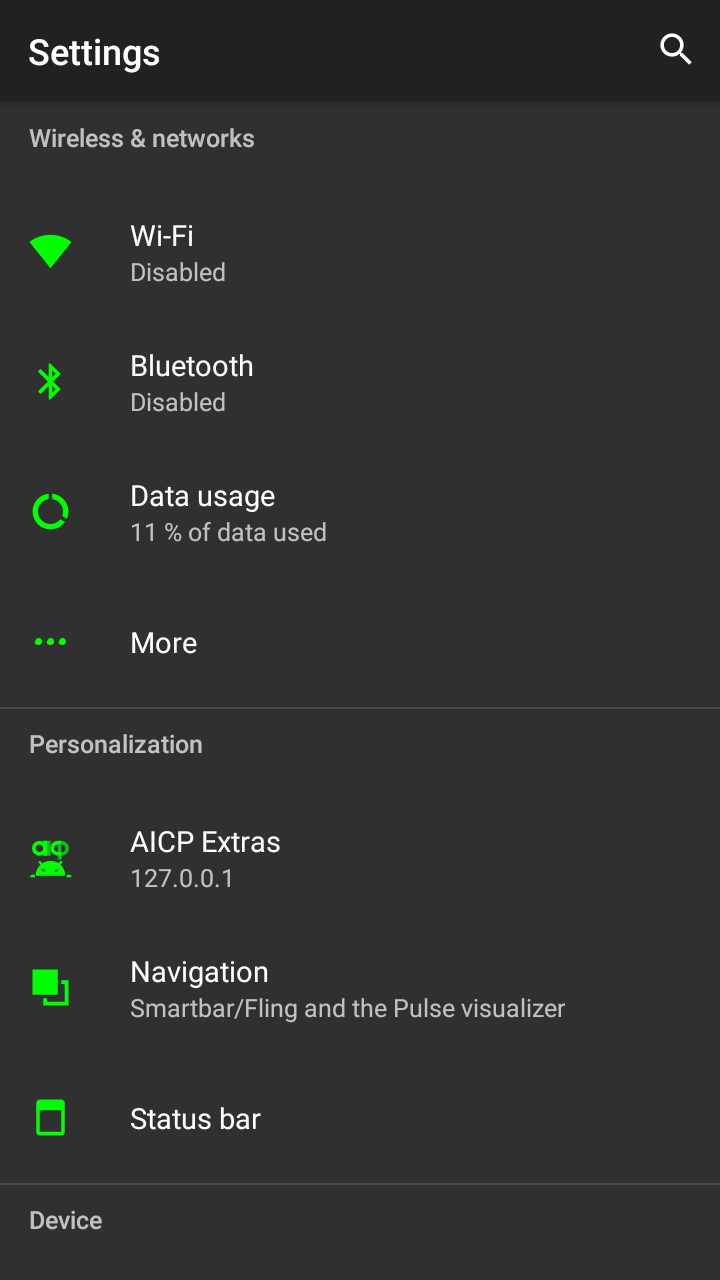 Settings
Wireless & networks
Wi-Fi
Disabled
Bluetooth
Disabled
Data usage
11 % of data used
More
Personalization
AICP Extras
127.0.0.1
Navigation
Smartbar/Fling and the Pulse visualizer
Status bar
Device